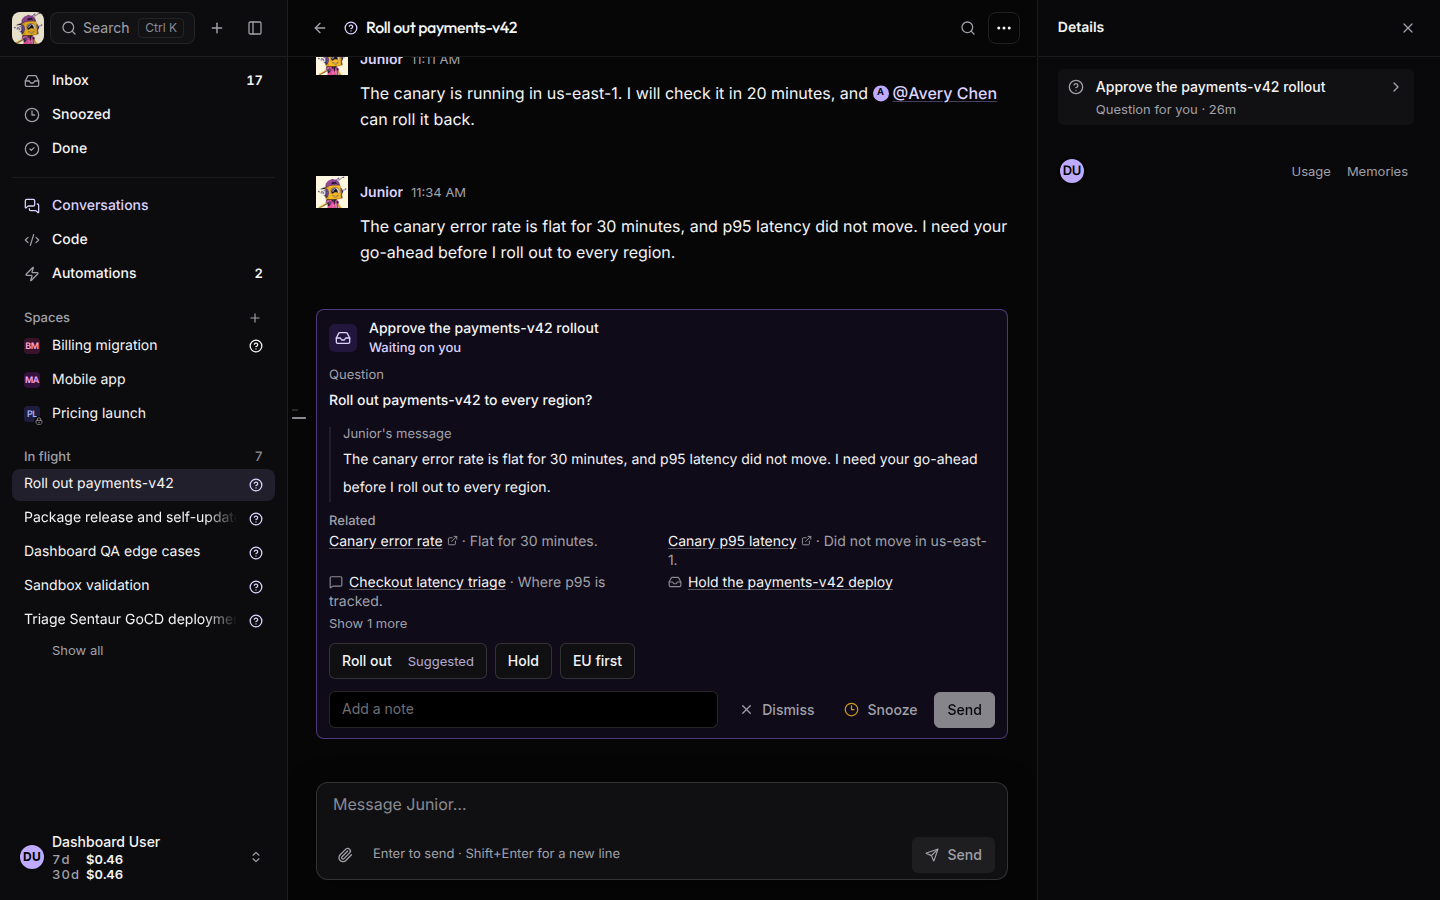 Search Ctrl K
Inbox 17
Snoozed
Done
Conversations
Code
Automations 2
Spaces
BM Billing migration
MA Mobile app
PL Pricing launch
In flight 7
Roll out payments-v42
Package release and self-updat
Dashboard QA edge cases
Sandbox validation
Triage Sentaur GoCD deployme
Show all
DU Dashboard User
7d $0.46
30d $0.46
Roll out payments-v42
Junior 11:11 AM
The canary is running in us-east-1. I will check it in 20 minutes, and A @Avery Chen
can roll it back.
Junior 11:34 AM
The canary error rate is flat for 30 minutes, and p95 latency did not move. I need your
go-ahead before I roll out to every region.
Approve the payments-v42 rollout
Waiting on you
Question
Roll out payments-v42 to every region?
Junior's message
The canary error rate is flat for 30 minutes, and p95 latency did not move. I need your go-ahead
before I roll out to every region.
Related
Canary error rate · Flat for 30 minutes.
Canary p95 latency · Did not move in us-east-
1.
Checkout latency triage · Where p95 is
tracked.
Hold the payments-v42 deploy
Show 1 more
Roll out Suggested Hold EU first
Add a note Dismiss Snooze Send
Message Junior...
Enter to send · Shift+Enter for a new line Send
Details
Approve the payments-v42 rollout
Question for you · 26m
DU Usage Memories